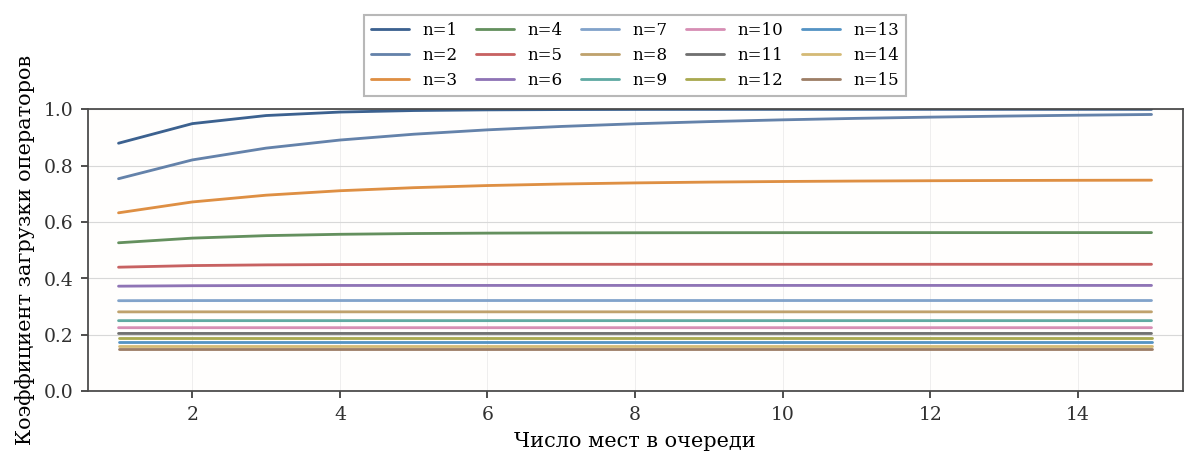 n=1 n=4 n=7 n=10 n=13
n=2 n=5 n=8 n=11 n=14
n=3 n=6 n=9 n=12 n=15
Коэффициент загрузки операторов
1.0
0.8
0.6
0.4
0.2
0.0
2 4 6 8 10 12 14
Число мест в очереди